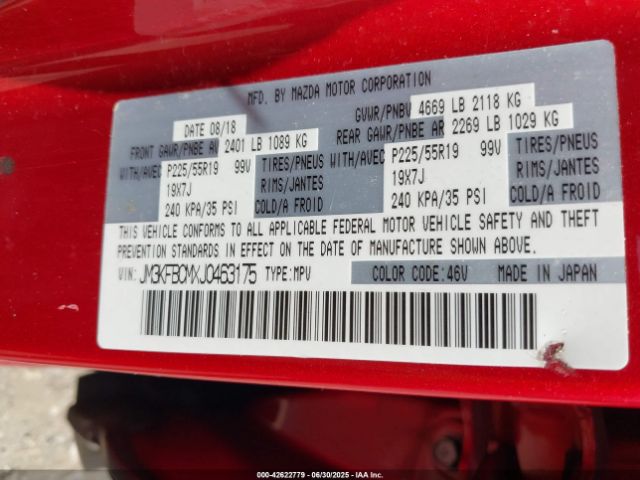 MFD. BY MAZDA MOTOR CORPORATION
DATE 08/18 GVWR/PNBV 4669 LB 2118 KG
FRONT GAWR/PNBE AV 2401 LB 1089 KG REAR GAWR/PNBE AR 2269 LB 1029 KG
WITH/AVEC P225/55R19 99V TIRES/PNEUS WITH/AVEC P225/55R19 99V TIRES/PNEUS
19X7J RIMS/JANTES 19X7J RIMS/JANTES
240 KPA/35 PSI COLD/A FROID 240 KPA/35 PSI COLD/A FROID
THIS VEHICLE CONFORMS TO ALL APPLICABLE FEDERAL MOTOR VEHICLE SAFETY AND THEFT
PREVENTION STANDARDS IN EFFECT ON THE DATE OF MANUFACTURE SHOWN ABOVE.
VIN: JM3KFBCMXJ0463175 TYPE:MPV COLOR CODE:46V MADE IN JAPAN
000-42622779 - 06/30/2025 - IAA Inc.